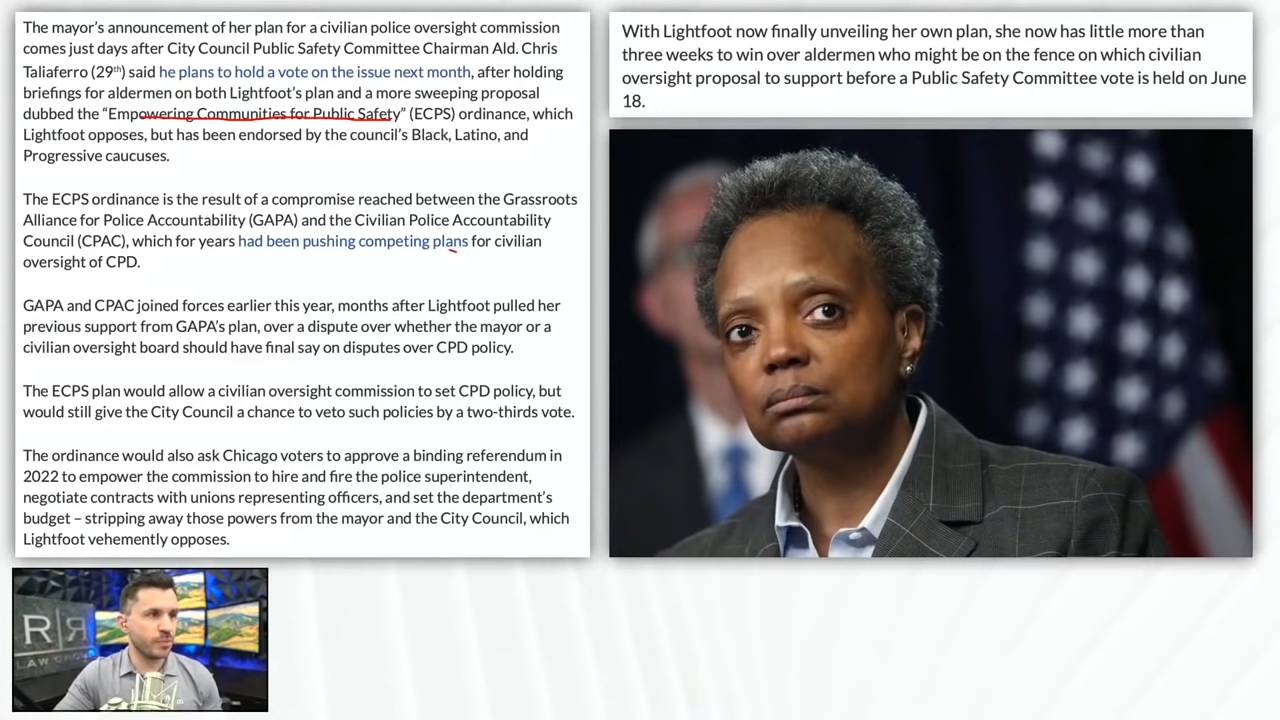 The mayor's announcement of her plan for a civilian police oversight commission
comes just days after City Council Public Safety Committee Chairman Ald. Chris
Taliaferro (29th) said he plans to hold a vote on the issue next month, after holding
briefings for aldermen on both Lightfoot's plan and a more sweeping proposal
dubbed the “Empowering Communities for Public Safety” (ECPS) ordinance, which
Lightfoot opposes, but has been endorsed by the council's Black, Latino, and
Progressive caucuses.
The ECPS ordinance is the result of a compromise reached between the Grassroots
Alliance for Police Accountability (GAPA) and the Civilian Police Accountability
Council (CPAC), which for years had been pushing competing plans for civilian
oversight of CPD.
GAPA and CPAC joined forces earlier this year, months after Lightfoot pulled her
previous support from GAPA's plan, over a dispute over whether the mayor or a
civilian oversight board should have final say on disputes over CPD policy.
The ECPS plan would allow a civilian oversight commission to set CPD policy, but
would still give the City Council a chance to veto such policies by a two-thirds vote.
The ordinance would also ask Chicago voters to approve a binding referendum in
2022 to empower the commission to hire and fire the police superintendent,
negotiate contracts with unions representing officers, and set the department's
budget – stripping away those powers from the mayor and the City Council, which
Lightfoot vehemently opposes.
With Lightfoot now finally unveiling her own plan, she now has little more than
three weeks to win over aldermen who might be on the fence on which civilian
oversight proposal to support before a Public Safety Committee vote is held on June
18.
R|R
LAW GRO